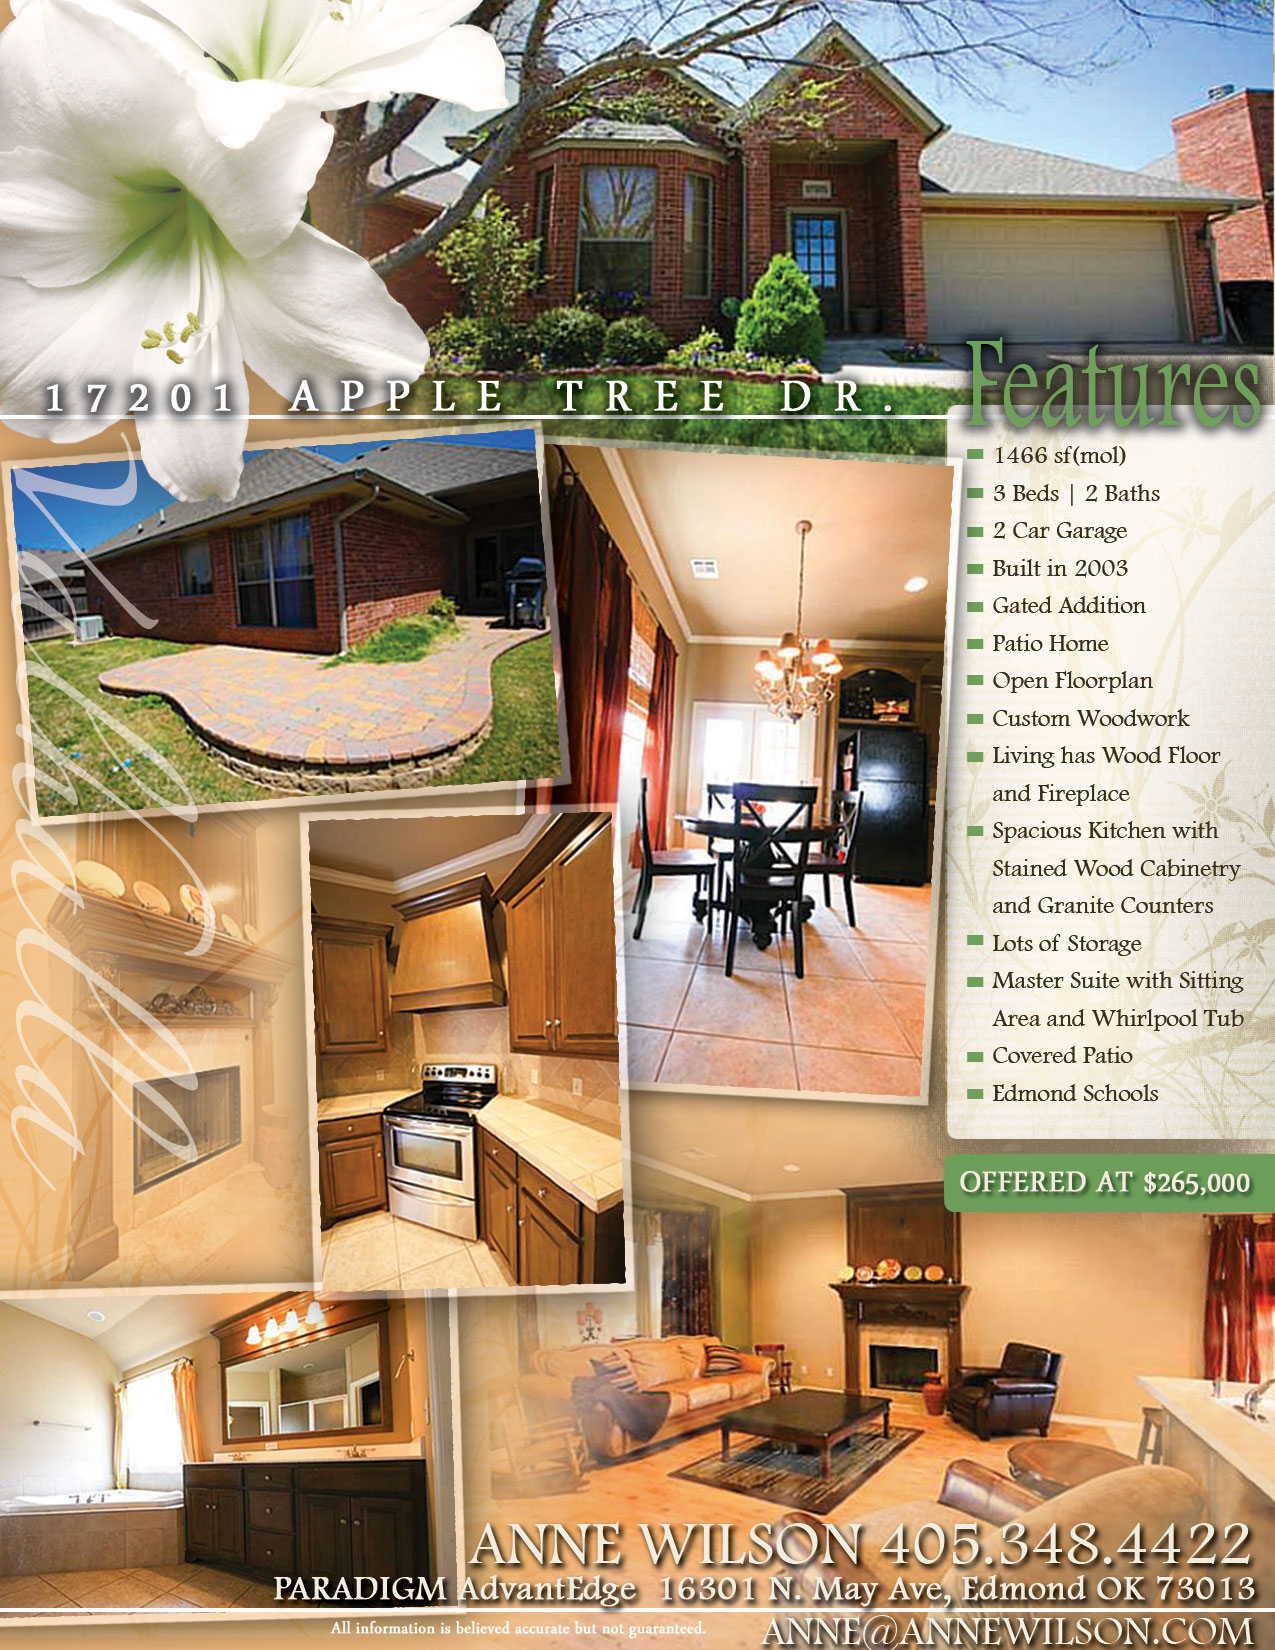 17201 APPLE TREE DR.
Features
1466 sf(mol)
3 Beds | 2 Baths
2 Car Garage
Built in 2003
Gated Addition
Patio Home
Open Floorplan
Custom Woodwork
Living has Wood Floor
and Fireplace
Spacious Kitchen with
Stained Wood Cabinetry
and Granite Counters
Lots of Storage
Master Suite with Sitting
Area and Whirlpool Tub
Covered Patio
Edmond Schools
OFFERED AT $265,000
ANNE WILSON 405.348.4422
PARADIGM AdvantEdge 16301 N. May Ave, Edmond OK 73013
All information is believed accurate but not guaranteed.
ANNE@ANNEWILSON.COM